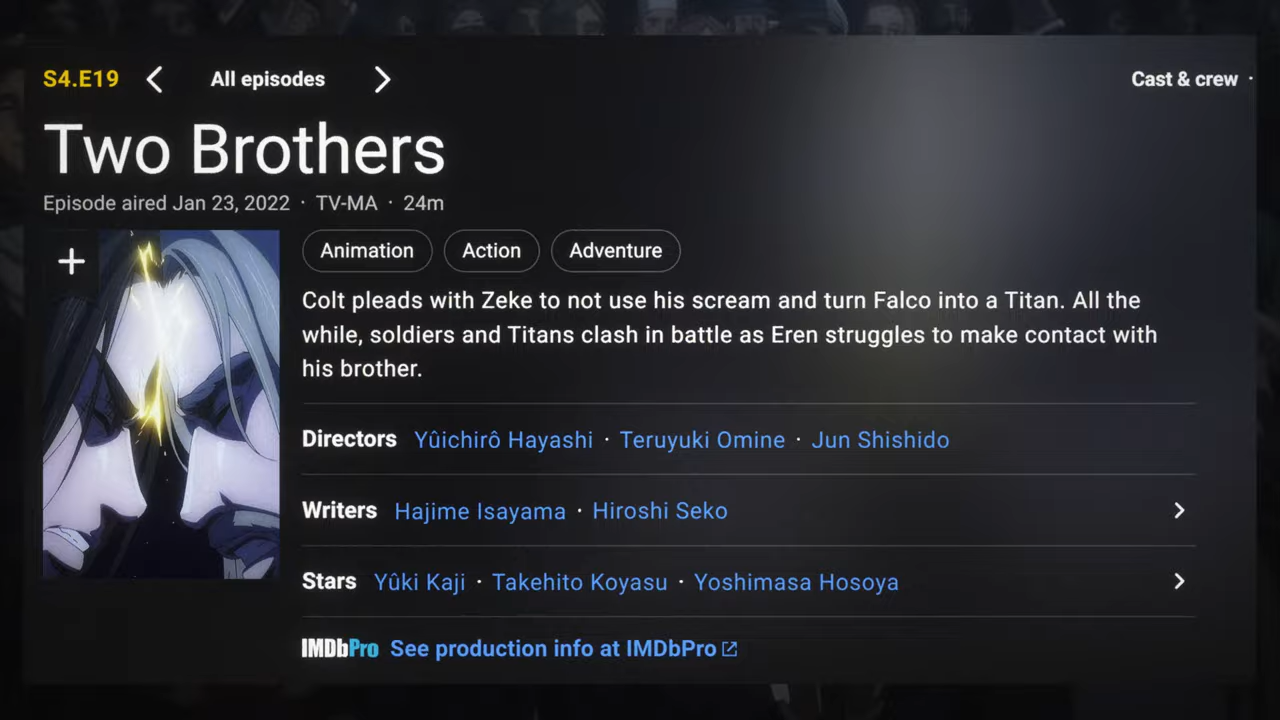 S4.E19 All episodes Cast & crew ·
Two Brothers
Episode aired Jan 23, 2022 · TV-MA · 24m
Animation Action Adventure
Colt pleads with Zeke to not use his scream and turn Falco into a Titan. All the
while, soldiers and Titans clash in battle as Eren struggles to make contact with
his brother.
Directors Yûichirô Hayashi · Teruyuki Omine · Jun Shishido
Writers Hajime Isayama · Hiroshi Seko
Stars Yûki Kaji · Takehito Koyasu · Yoshimasa Hosoya
IMDbPro See production info at IMDbPro